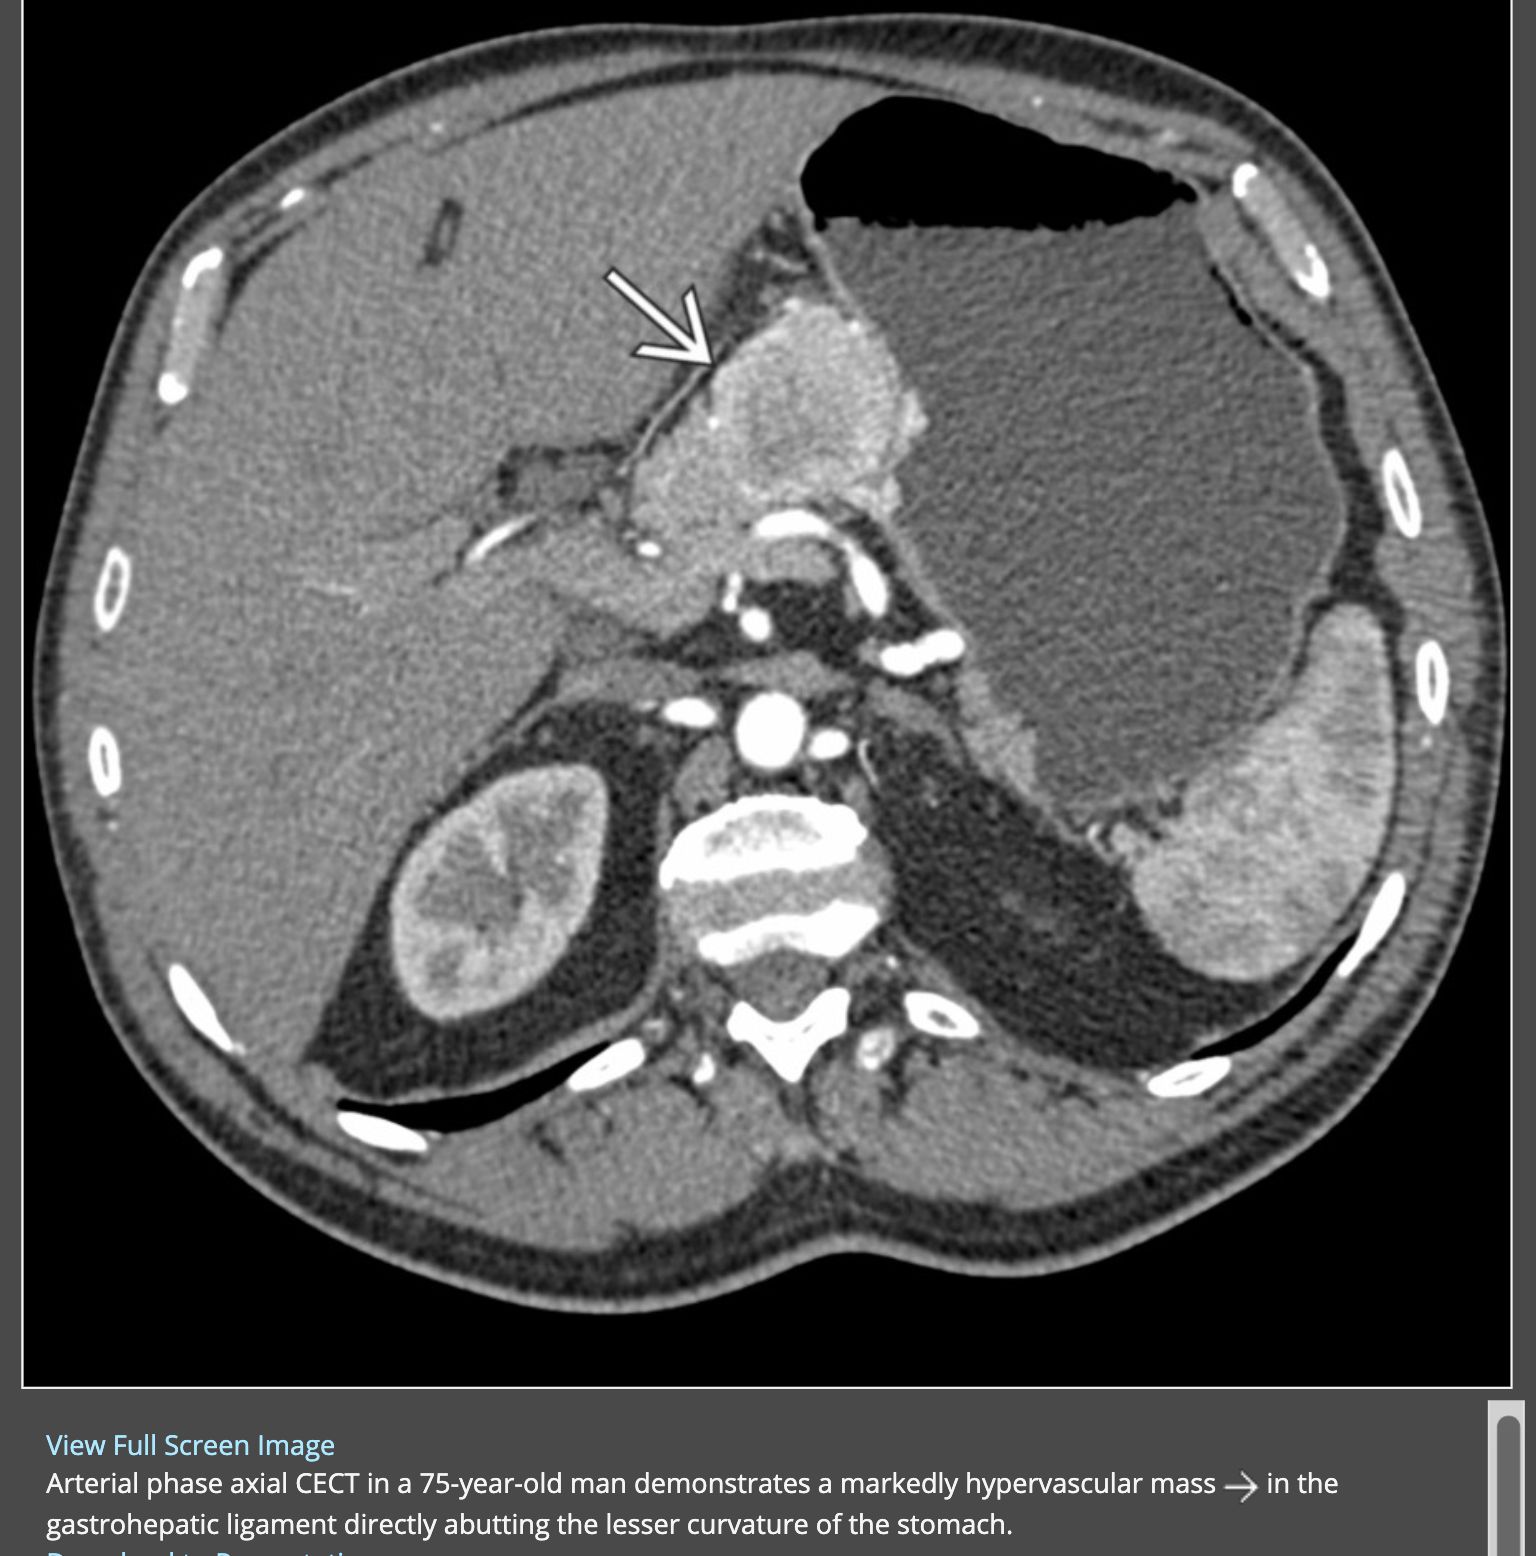 View Full Screen Image
Arterial phase axial CECT in a 75-year-old man demonstrates a markedly hypervascular mass → in the
gastrohepatic ligament directly abutting the lesser curvature of the stomach.